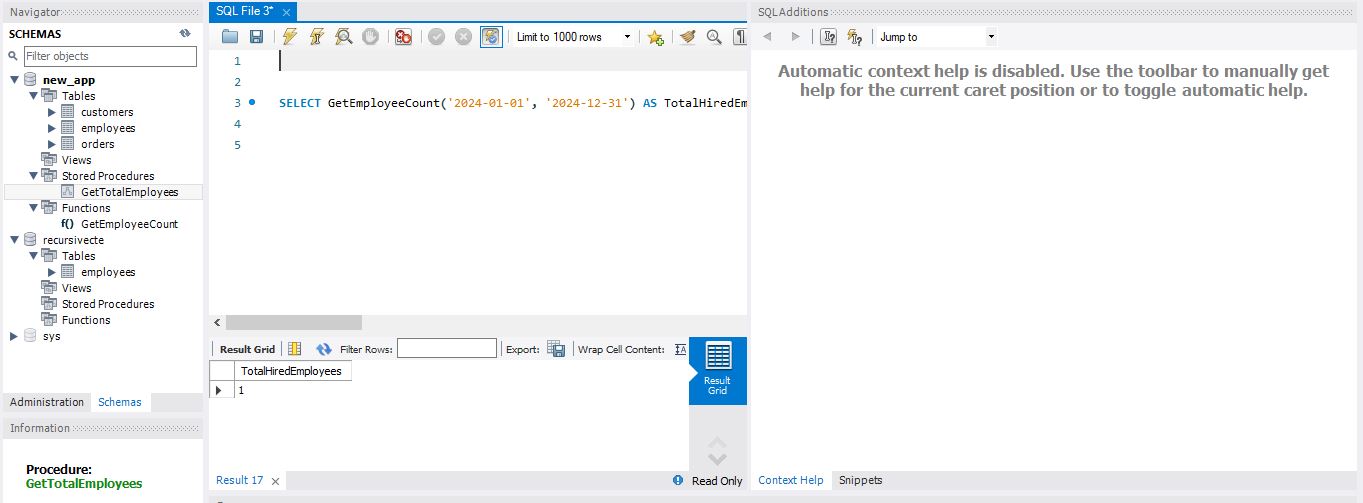 Navigator
SCHEMAS
Filter objects
new_app
Tables
customers
employees
orders
Views
Stored Procedures
GetTotalEmployees
Functions
f() GetEmployeeCount
recursivecte
Tables
employees
Views
Stored Procedures
Functions
sys
Administration Schemas
Information
Procedure:
GetTotalEmployees
SQL File 3*
Limit to 1000 rows
1
2
3 SELECT GetEmployeeCount('2024-01-01', '2024-12-31') AS TotalHiredEm
4
5
Result Grid Filter Rows: Export: Wrap Cell Content:
TotalHiredEmployees
1
Result
Grid
Result 17
Read Only
SQLAdditions
Jump to
Automatic context help is disabled. Use the toolbar to manually get
help for the current caret position or to toggle automatic help.
Context Help Snippets